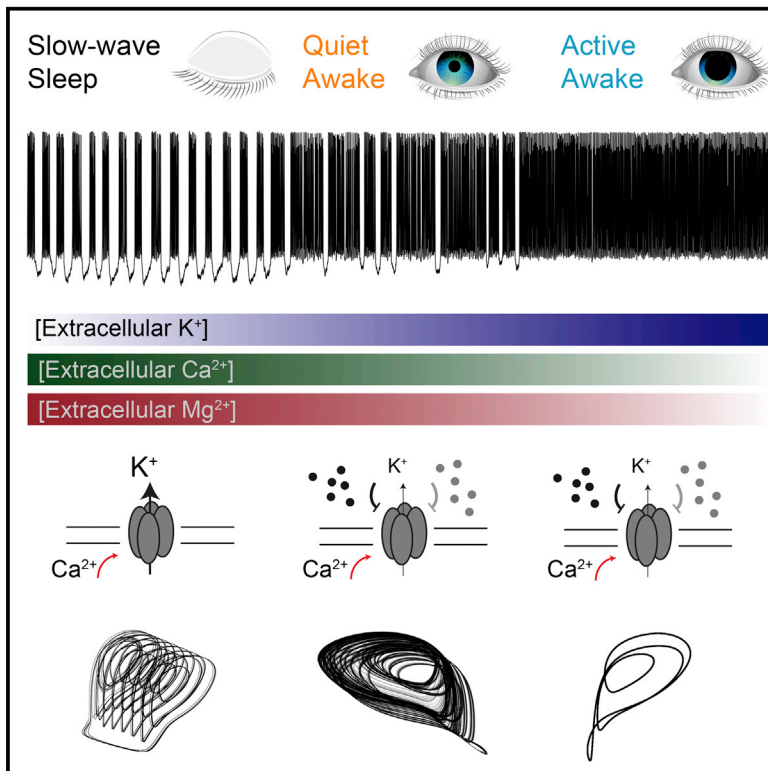 Slow-wave
Sleep
Quiet
Awake
Active
Awake
[Extracellular K⁺]
[Extracellular Ca²⁺]
[Extracellular Mg²⁺]
K⁺
K⁺
K⁺
Ca²⁺
Ca²⁺
Ca²⁺